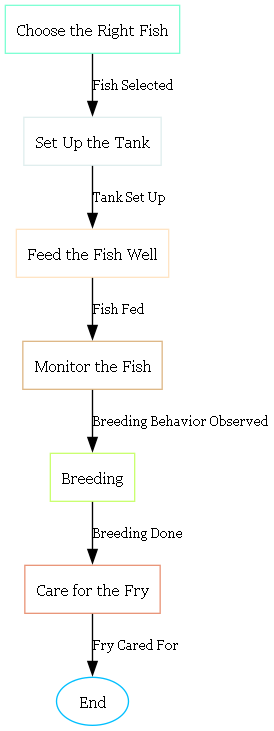 Choose the Right Fish
Fish Selected
Set Up the Tank
Tank Set Up
Feed the Fish Well
Fish Fed
Monitor the Fish
Breeding Behavior Observed
Breeding
Breeding Done
Care for the Fry
Fry Cared For
End